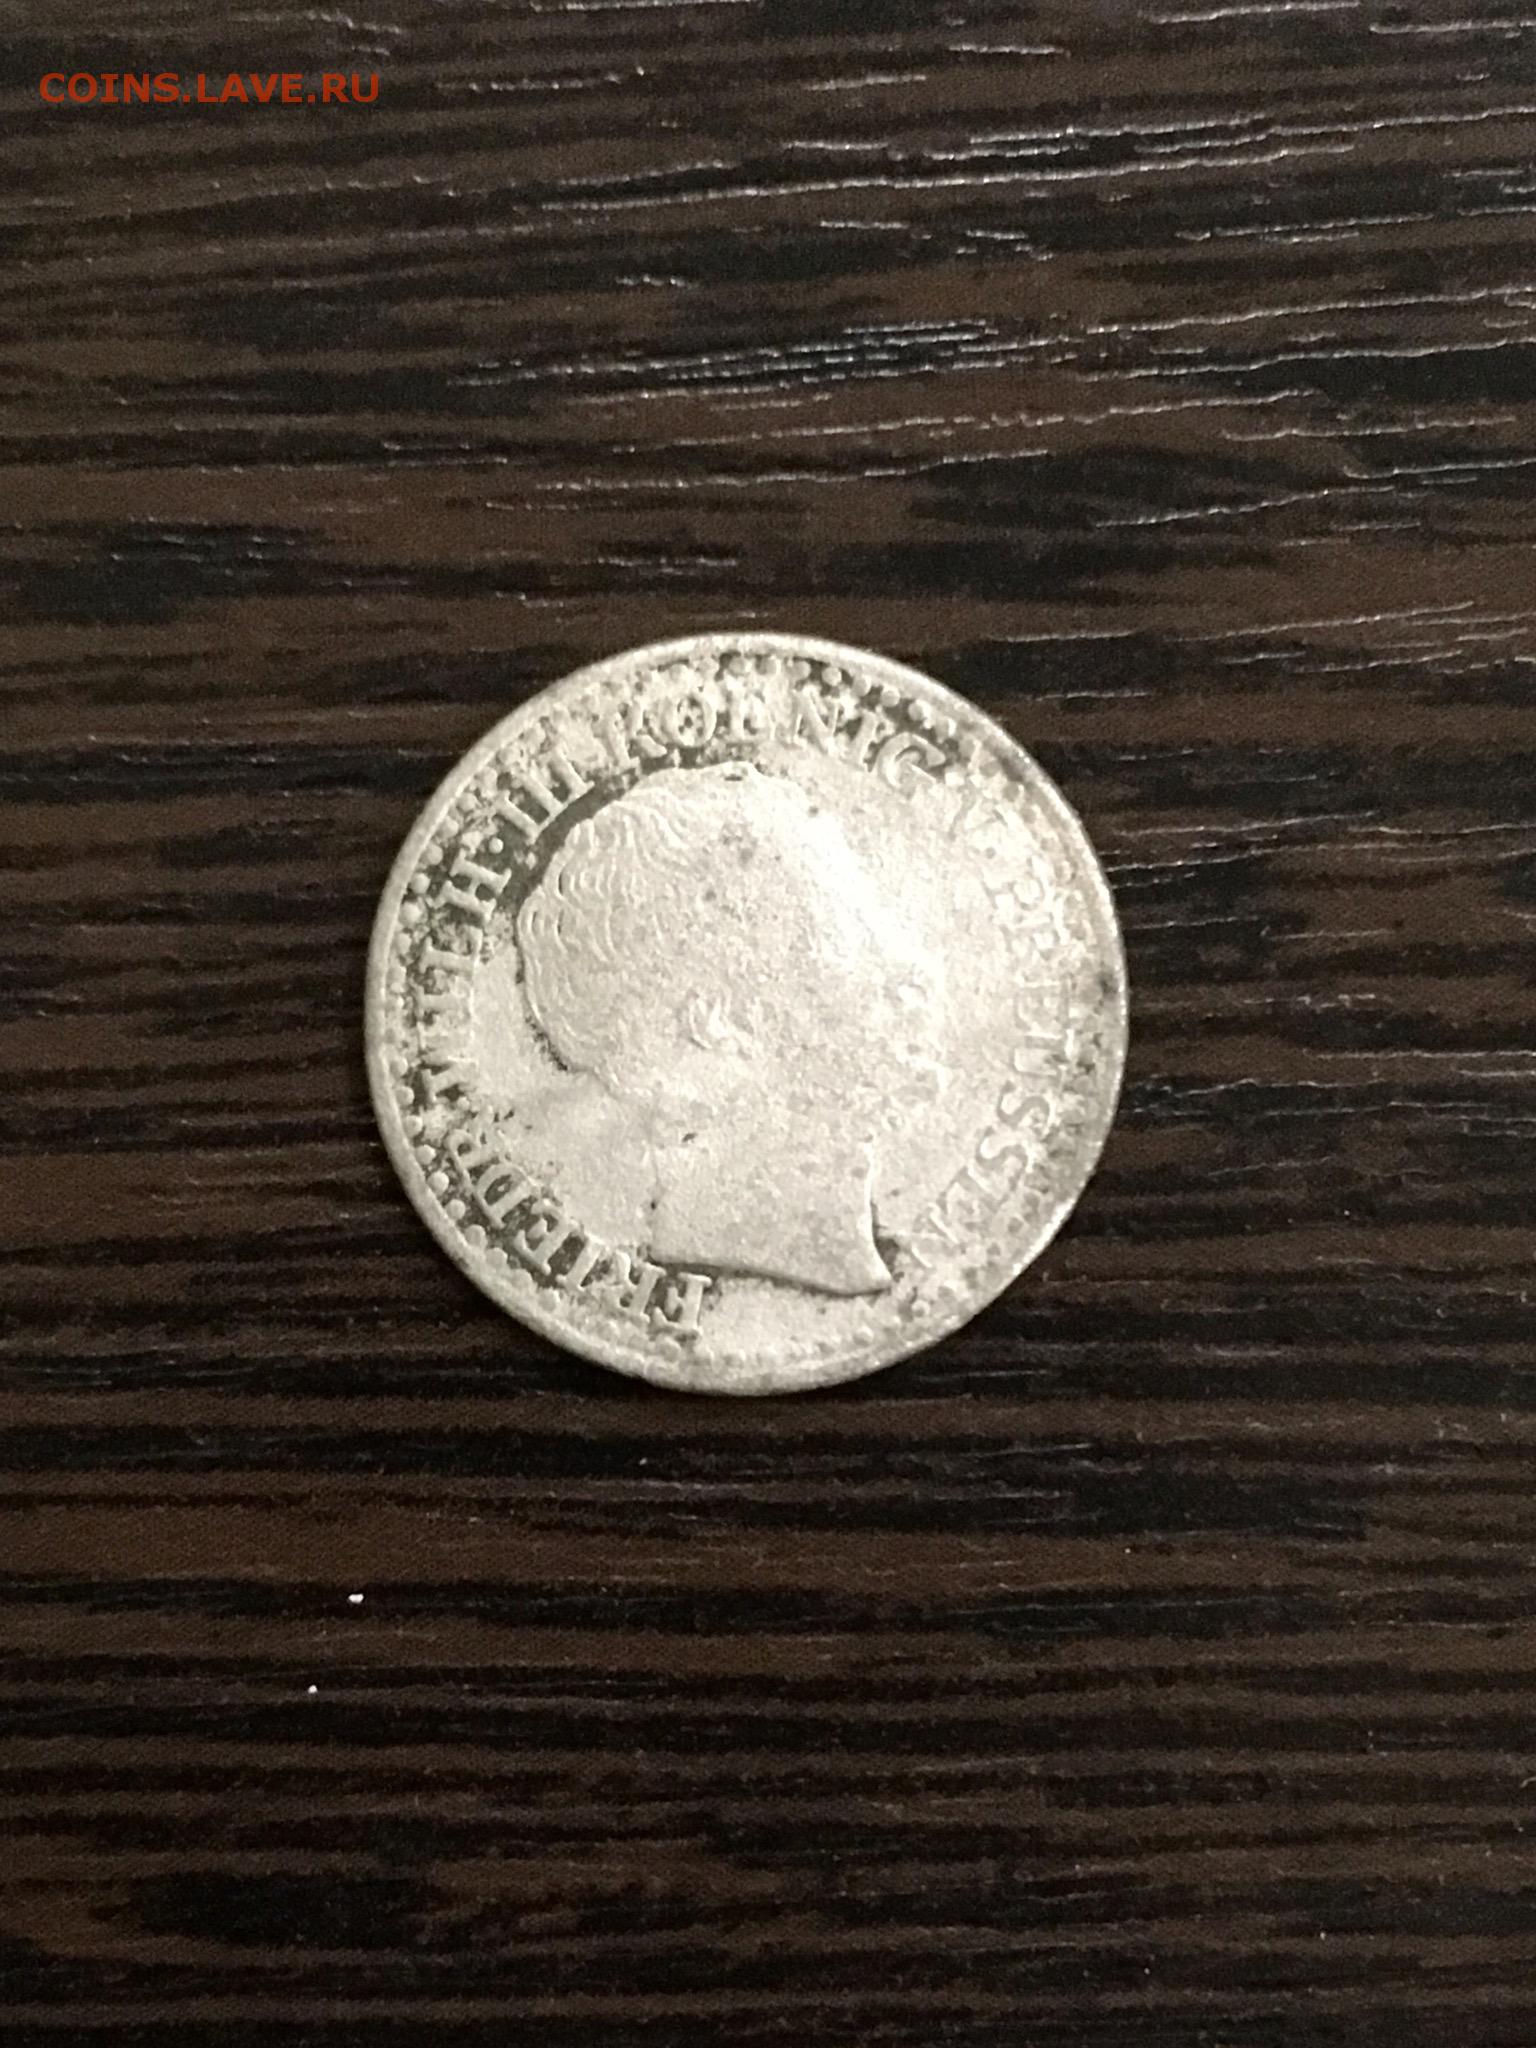 COINS.LAVE.RU
FRIEDR. WILH. III KOENIG V. PREUSSEN